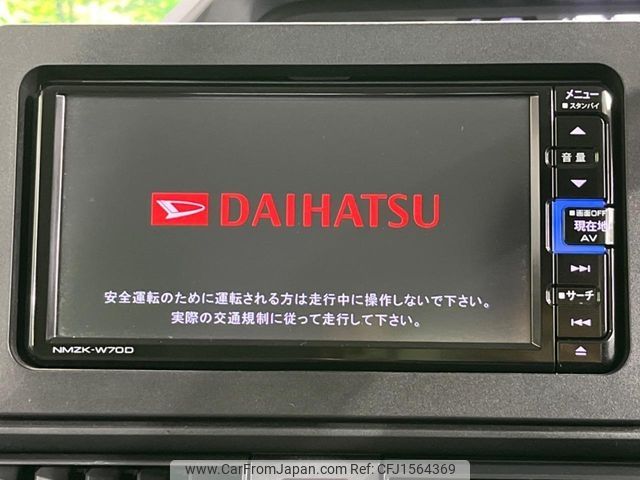 メニュー
■スタンバイ
音量
■画面OFF
現在地
AV
■サーチ
DAIHATSU
安全運転のために運転される方は走行中に操作しないで下さい。
実際の交通規制に従って走行して下さい。
NMZK-W70D
www.CarFromJapan.com - CFJ1564369